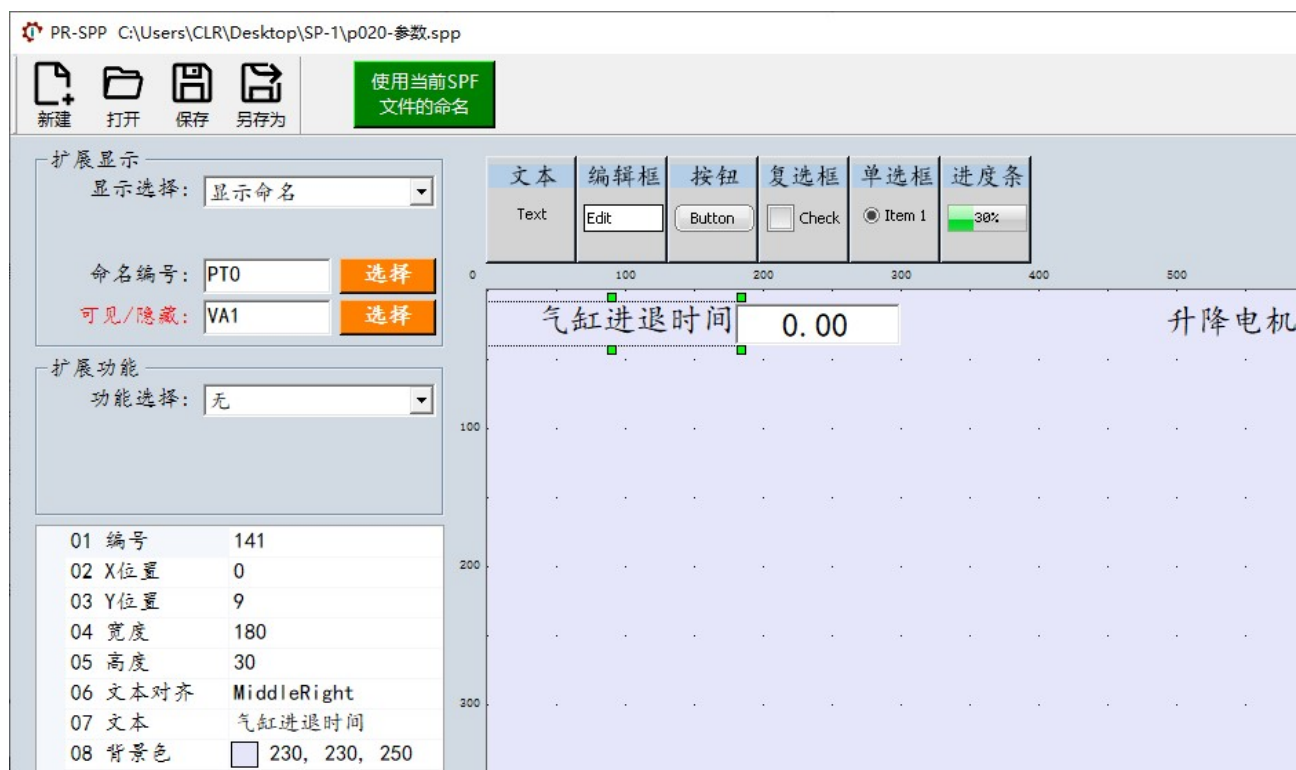 PR-SPP C:\Users\CLR\Desktop\SP-1\p020-参数.spp
新建 打开 保存 另存为
使用当前SPF
文件的命名
扩展显示
显示选择: 显示命名
命名编号: PT0 选择
可见/隐藏: VA1 选择
扩展功能
功能选择: 无
01 编号 141
02 X位置 0
03 Y位置 9
04 宽度 180
05 高度 30
06 文本对齐 MiddleRight
07 文本 气缸进退时间
08 背景色 230, 230, 250
文本 编辑框 按钮 复选框 单选框 进度条
Text Edit Button Check Item 1 30%
0 100 200 300 400 500
气缸进退时间 0.00 升降电机
100
200
300